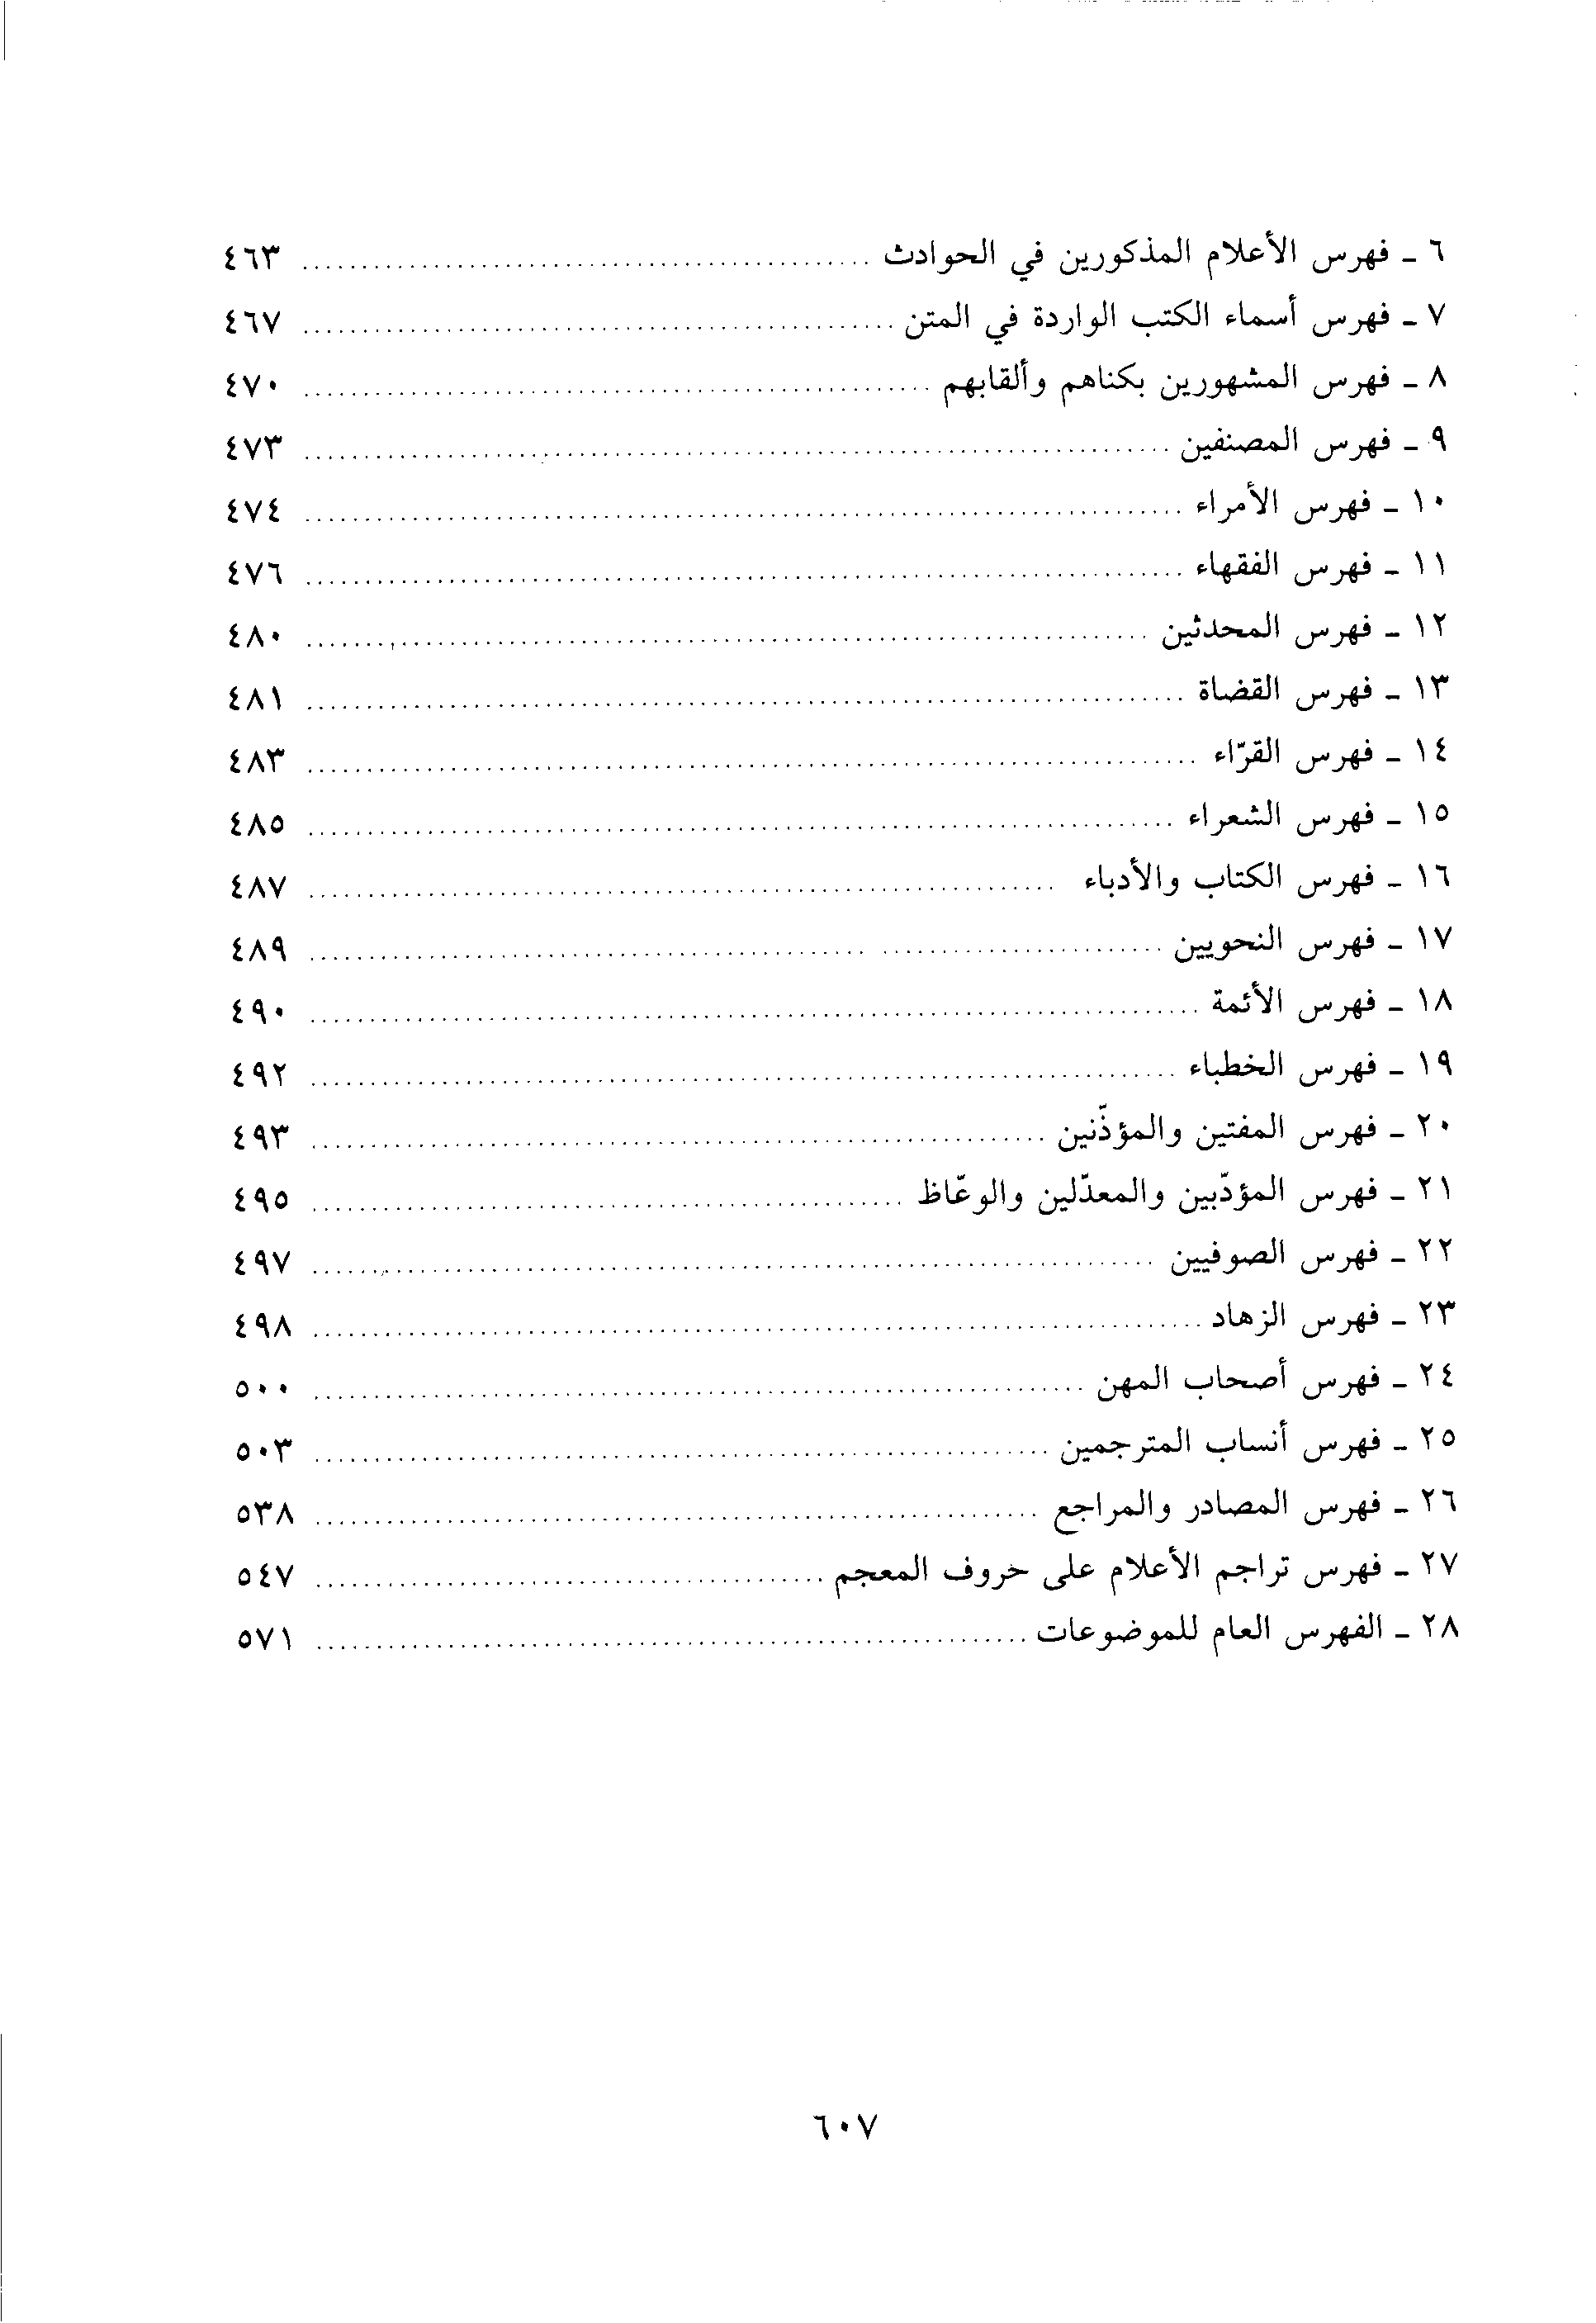 ٦ ـ فهرس الأعلام المذكورين في الحوادث ........ ٤٦٣
٧ ـ فهرس أسماء الكتب الواردة في المتن ........ ٤٦٧
٨ ـ فهرس المشهورين بكناهم وألقابهم ........ ٤٧٠
٩ ـ فهرس المصنفين ........ ٤٧٣
١٠ ـ فهرس الأمراء ........ ٤٧٤
١١ ـ فهرس الفقهاء ........ ٤٧٦
١٢ ـ فهرس المحدثين ........ ٤٨٠
١٣ ـ فهرس القضاة ........ ٤٨١
١٤ ـ فهرس القرّاء ........ ٤٨٣
١٥ ـ فهرس الشعراء ........ ٤٨٥
١٦ ـ فهرس الكتاب والأدباء ........ ٤٨٧
١٧ ـ فهرس النحويين ........ ٤٨٩
١٨ ـ فهرس الأئمة ........ ٤٩٠
١٩ ـ فهرس الخطباء ........ ٤٩٢
٢٠ ـ فهرس المفتين والمؤذّنين ........ ٤٩٣
٢١ ـ فهرس المؤدّبين والمعدّلين والوعّاظ ........ ٤٩٥
٢٢ ـ فهرس الصوفيين ........ ٤٩٧
٢٣ ـ فهرس الزهاد ........ ٤٩٨
٢٤ ـ فهرس أصحاب المهن ........ ٥٠٠
٢٥ ـ فهرس أنساب المترجمين ........ ٥٠٣
٢٦ ـ فهرس المصادر والمراجع ........ ٥٣٨
٢٧ ـ فهرس تراجم الأعلام على حروف المعجم ........ ٥٤٧
٢٨ ـ الفهرس العام للموضوعات ........ ٥٧١
٦٠٧